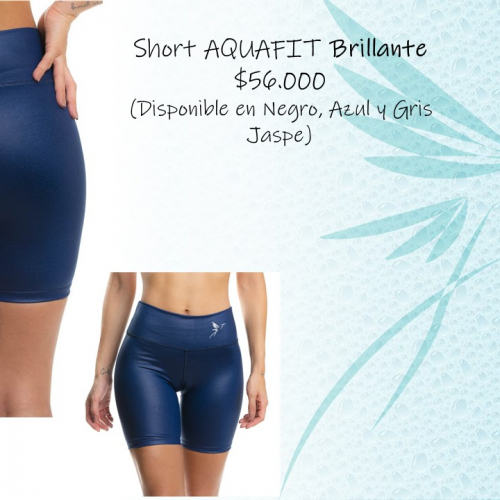 Short AQUAFIT Brillante
$56.000
(Disponible en Negro, Azul y Gris
Jaspe)